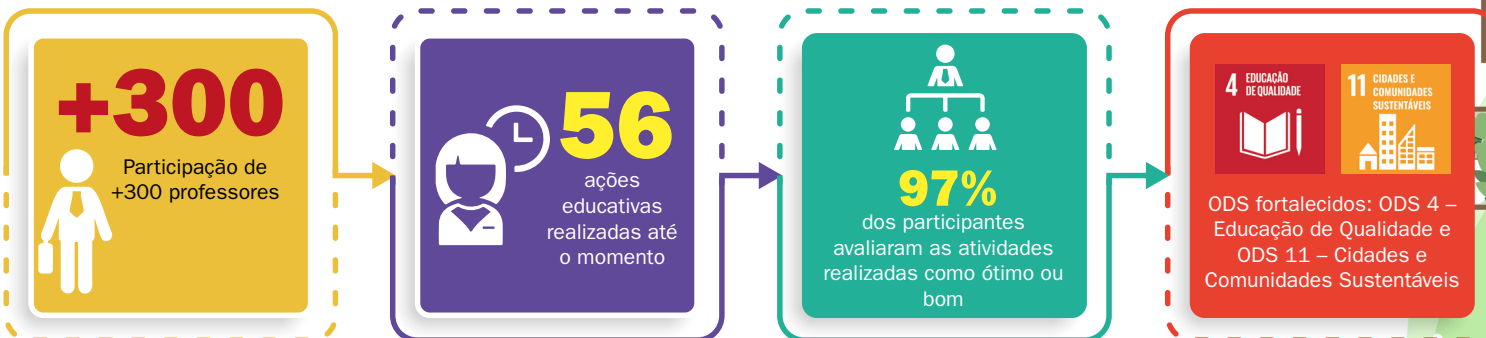 +300
Participação de
+300 professores
56
ações
educativas
realizadas até
o momento
97%
dos participantes
avaliaram as atividades
realizadas como ótimo ou
bom
4 EDUCAÇÃO
DE QUALIDADE
11 CIDADES E
COMUNIDADES
SUSTENTÁVEIS
ODS fortalecidos: ODS 4 –
Educação de Qualidade e
ODS 11 – Cidades e
Comunidades Sustentáveis